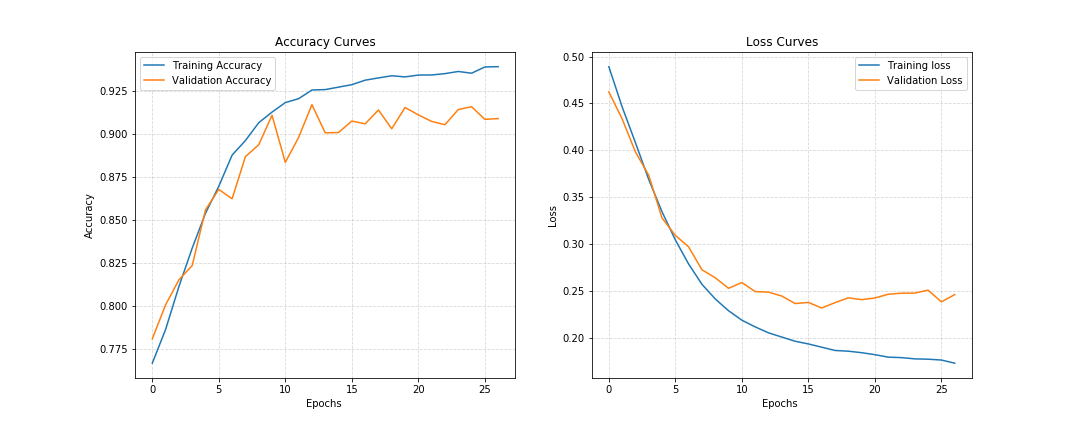 Accuracy Curves
Training Accuracy
Validation Accuracy
Accuracy
0.925
0.900
0.875
0.850
0.825
0.800
0.775
0
5
10
15
20
25
Epochs
Loss Curves
Training loss
Validation Loss
Loss
0.50
0.45
0.40
0.35
0.30
0.25
0.20
0
5
10
15
20
25
Epochs